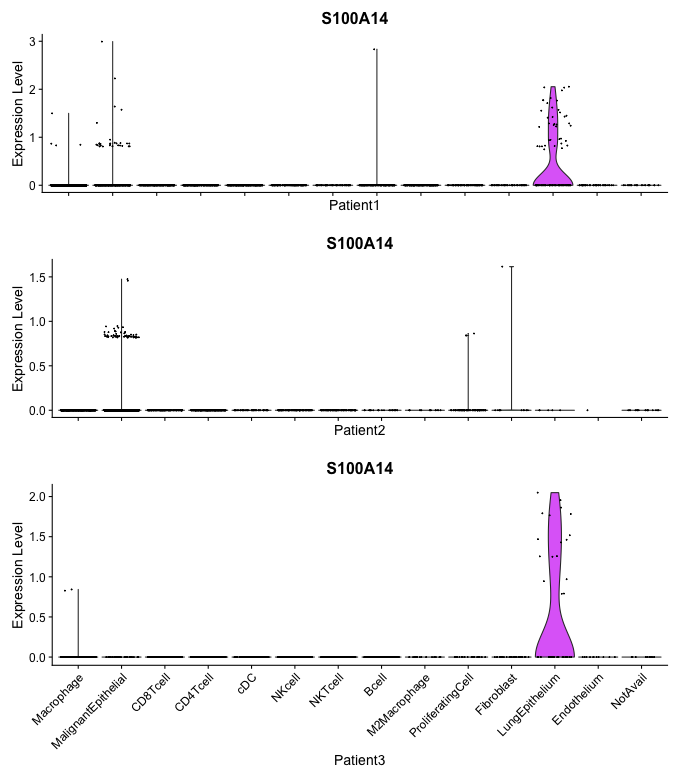 S100A14
Expression Level
3
2
1
0
Patient1
S100A14
Expression Level
1.5
1.0
0.5
0.0
Patient2
S100A14
Expression Level
2.0
1.5
1.0
0.5
0.0
Macrophage
MalignantEpithelial
CD8Tcell
CD4Tcell
cDC
NKcell
NKTcell
Bcell
M2Macrophage
ProliferatingCell
Fibroblast
LungEpithelium
Endothelium
NotAvail
Patient3